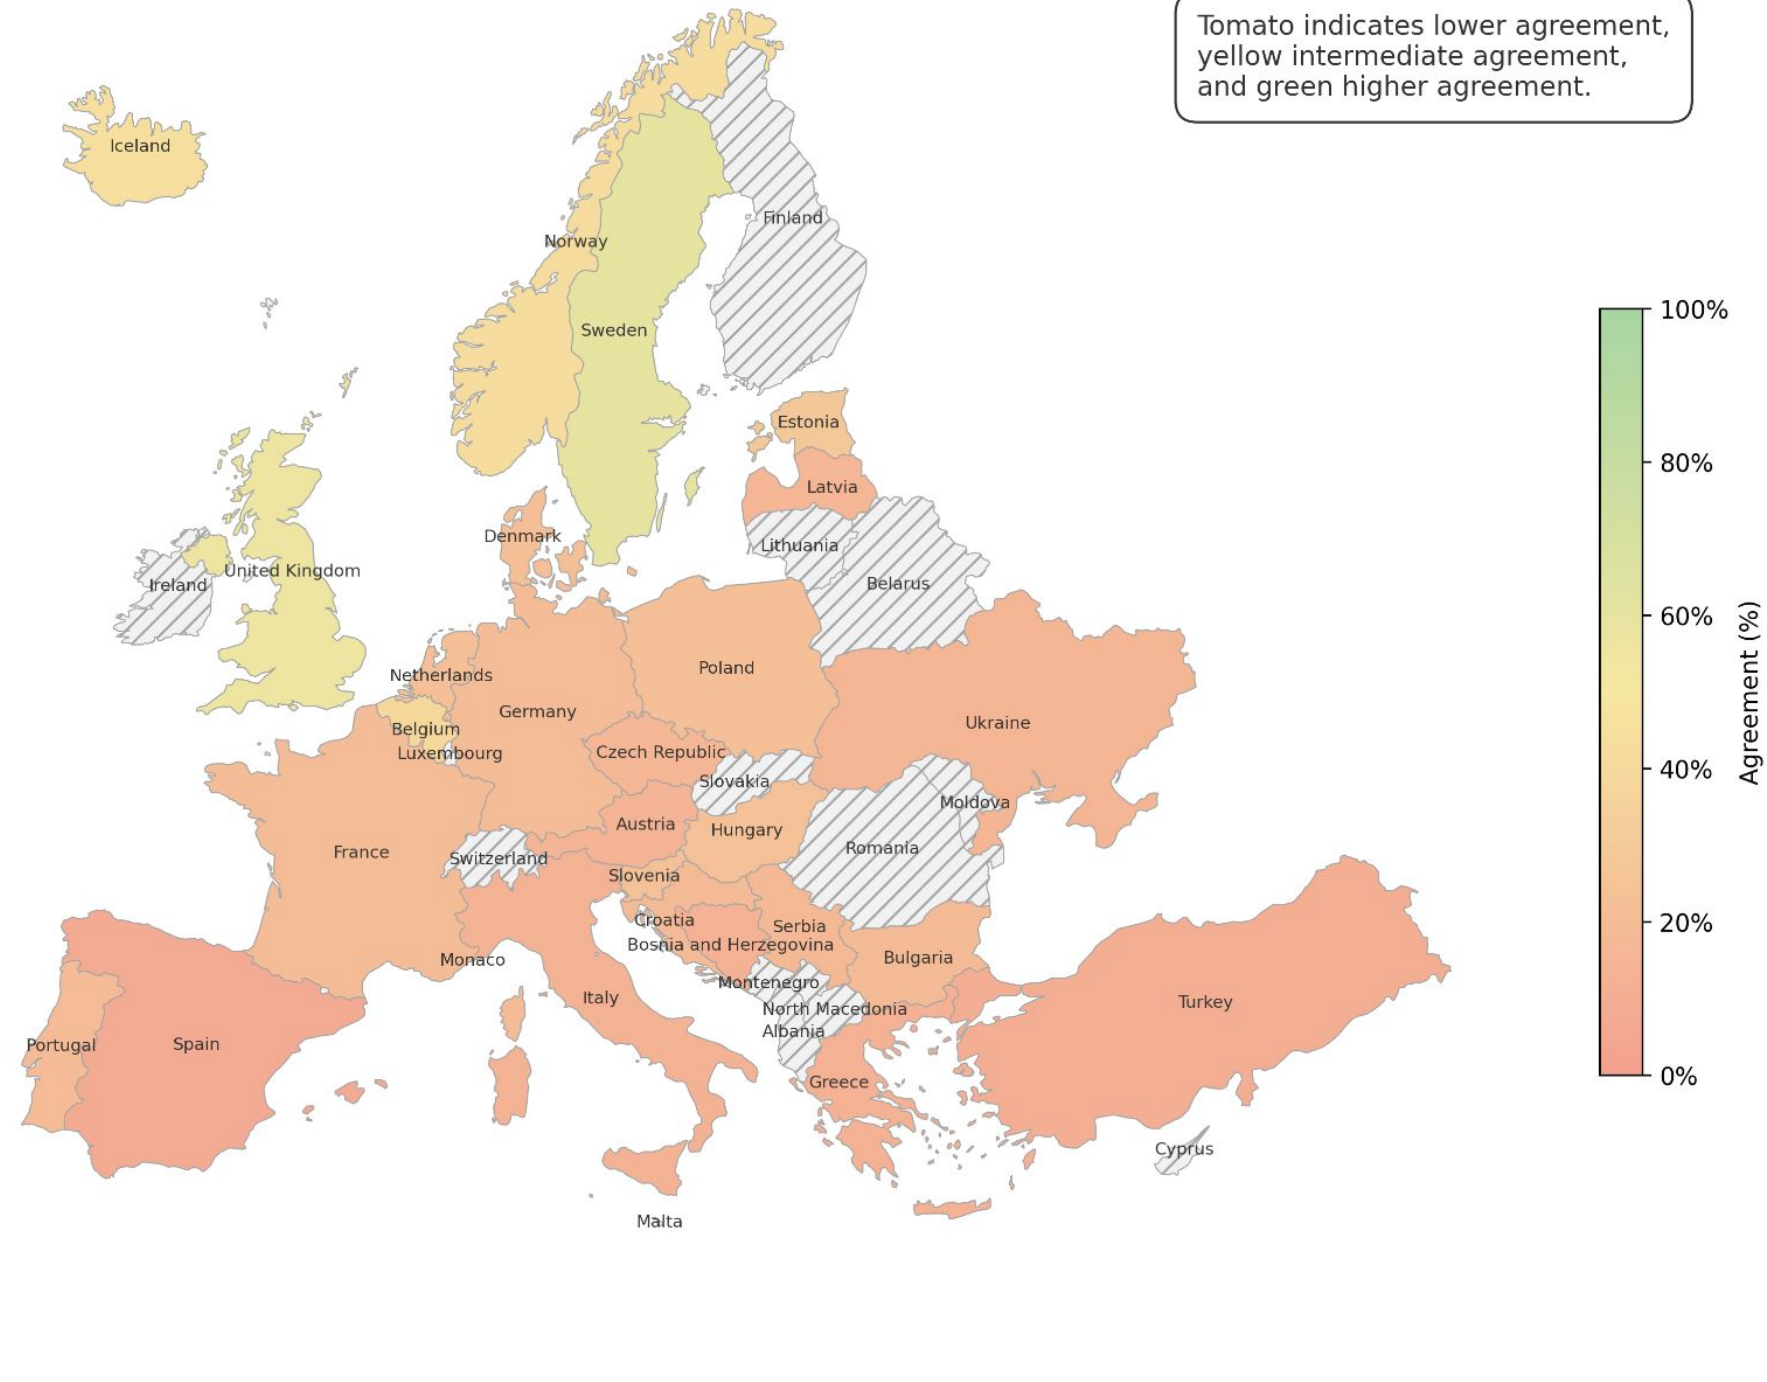 Tomato indicates lower agreement,
yellow intermediate agreement,
and green higher agreement.
Iceland
Norway
Finland
Sweden
Estonia
Latvia
Denmark
Lithuania
United Kingdom
Ireland
Belarus
Poland
Netherlands
Germany
Ukraine
Belgium
Luxembourg
Czech Republic
Slovakia
Moldova
Austria
Hungary
Romania
France
Switzerland
Slovenia
Croatia
Serbia
Bosnia and Herzegovina
Monaco
Bulgaria
Montenegro
Italy
Turkey
North Macedonia
Albania
Portugal
Spain
Greece
Cyprus
Malta
100%
80%
60%
40%
20%
0%
Agreement (%)